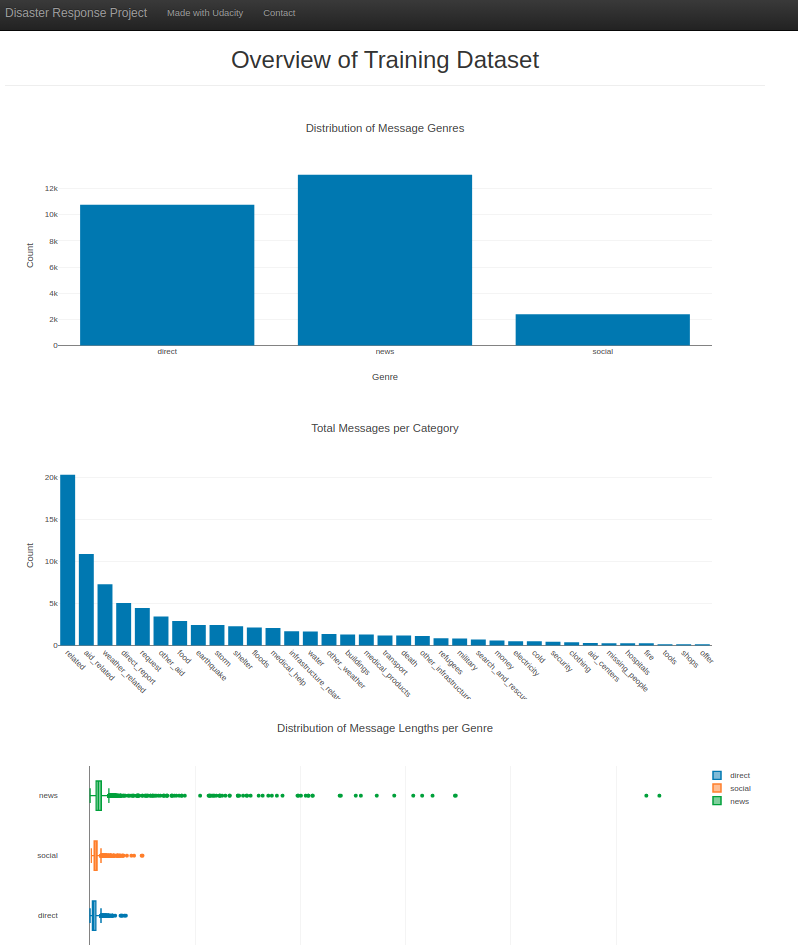 Disaster Response Project Made with Udacity Contact
Overview of Training Dataset
Distribution of Message Genres
12k
10k
8k
6k
4k
2k
0
Count
direct news social
Genre
Total Messages per Category
20k
15k
10k
5k
0
Count
related
aid_related
weather_related
direct_report
request
other_aid
food
earthquake
storm
shelter
floods
medical_help
infrastructure_rela
water
other_weather
buildings
medical_products
transport
death
other_infrastructure
refugees
military
search_and_rescue
money
electricity
cold
security
clothing
aid_centers
missing_people
hospitals
fire
tools
shops
offer
Distribution of Message Lengths per Genre
news
social
direct
direct
social
news